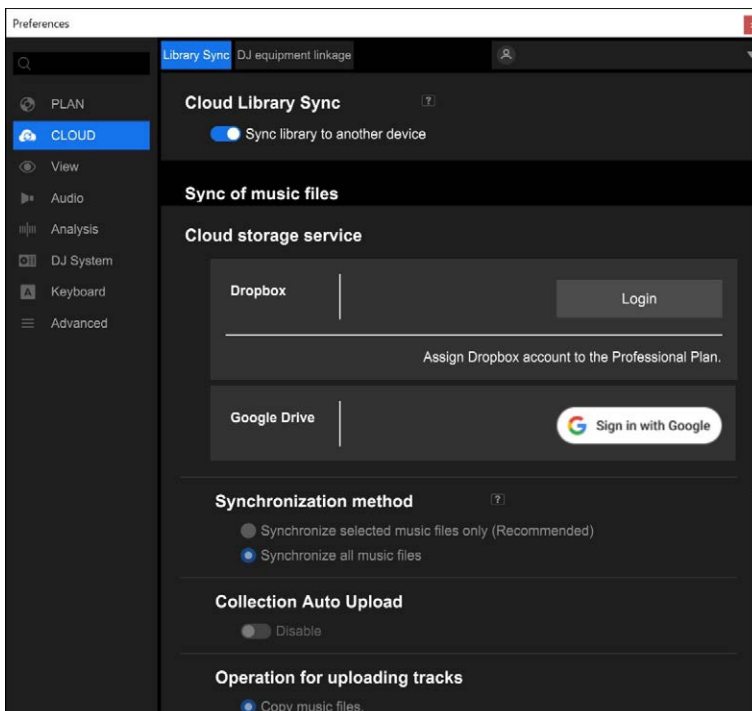 Preferences
PLAN
CLOUD
View
Audio
Analysis
DJ System
Keyboard
Advanced
Library Sync DJ equipment linkage
Cloud Library Sync ?
Sync library to another device
Sync of music files
Cloud storage service
Dropbox
Login
Assign Dropbox account to the Professional Plan.
Google Drive
Sign in with Google
Synchronization method ?
Synchronize selected music files only (Recommended)
Synchronize all music files
Collection Auto Upload
Disable
Operation for uploading tracks
Copy music files.